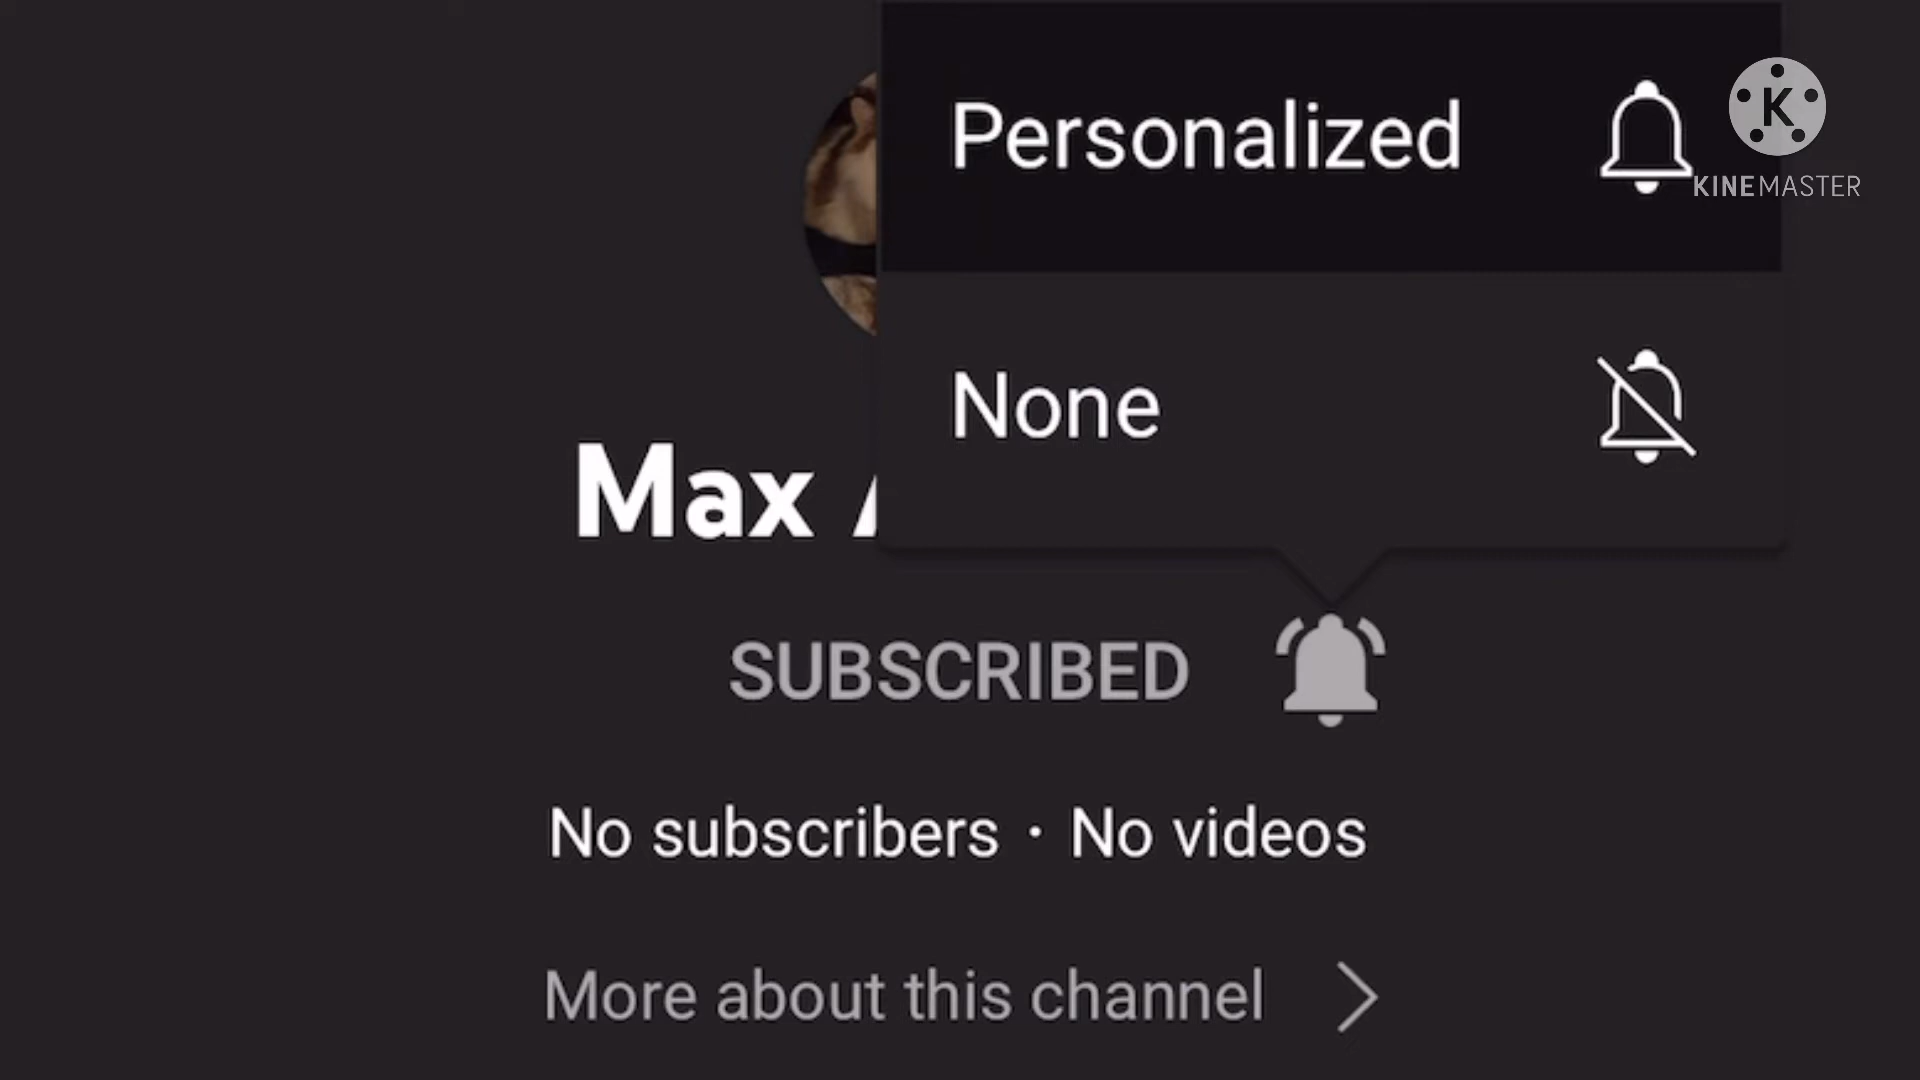 Personalized
K
KINEMASTER
None
Max
SUBSCRIBED
No subscribers · No videos
More about this channel